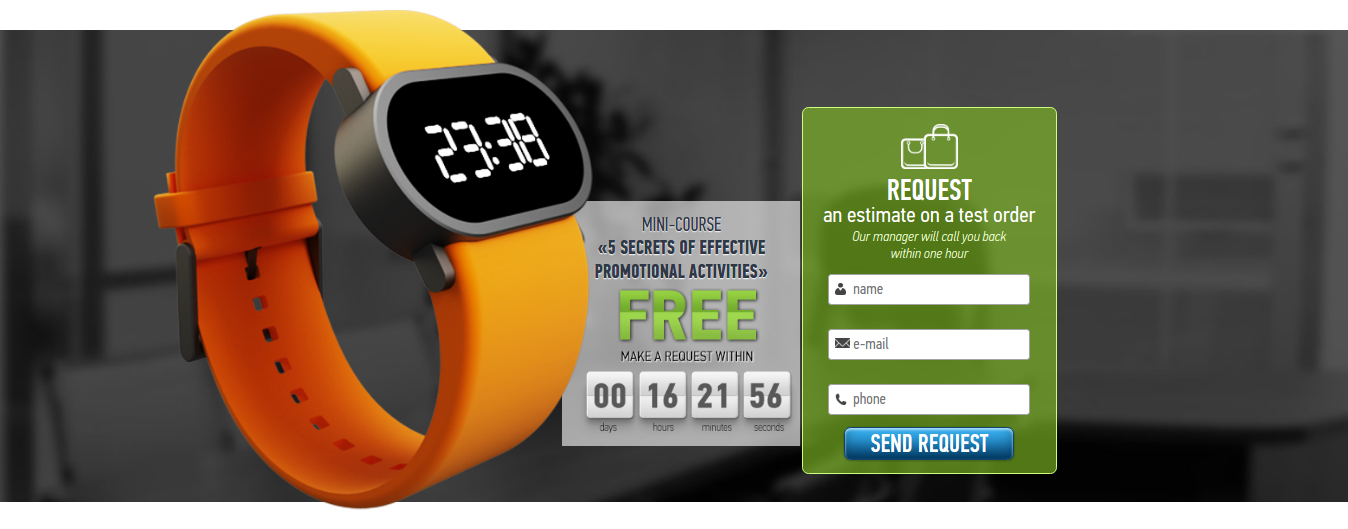 23:38
MINI-COURSE
«5 SECRETS OF EFFECTIVE
PROMOTIONAL ACTIVITIES»
FREE
MAKE A REQUEST WITHIN
00 16 21 56
days hours minutes seconds
REQUEST
an estimate on a test order
Our manager will call you back
within one hour
name
e-mail
phone
SEND REQUEST